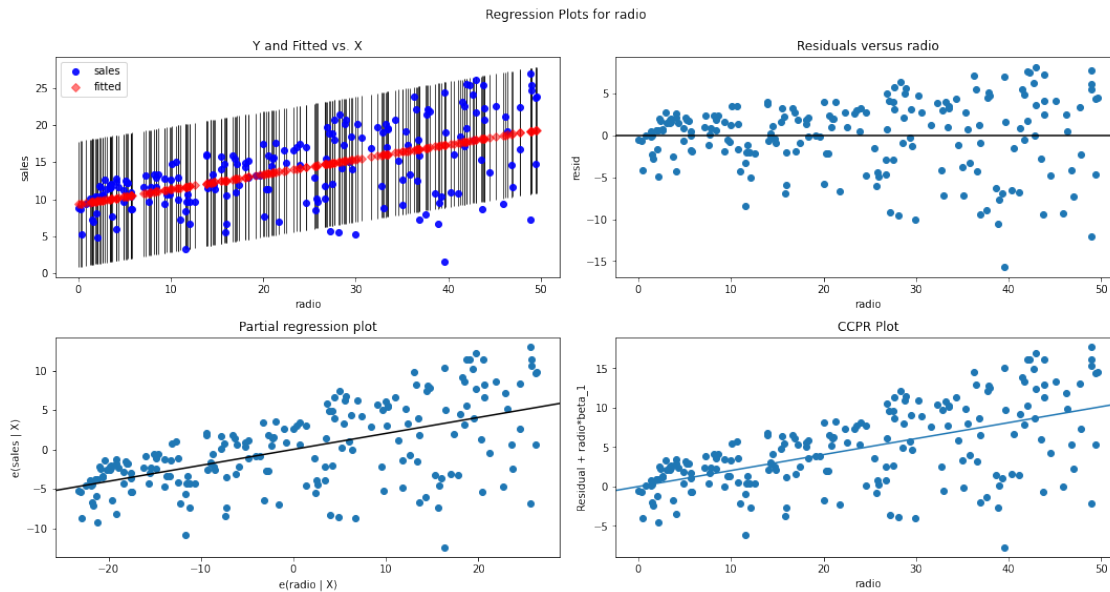 Regression Plots for radio
Y and Fitted vs. X
sales
fitted
25
20
15
10
5
0
sales
0
10
20
30
40
50
radio
Residuals versus radio
5
0
−5
−10
−15
resid
0
10
20
30
40
50
radio
Partial regression plot
10
5
0
−5
−10
e(sales | X)
−20
−10
0
10
20
e(radio | X)
CCPR Plot
15
10
5
0
−5
Residual + radio*beta_1
0
10
20
30
40
50
radio